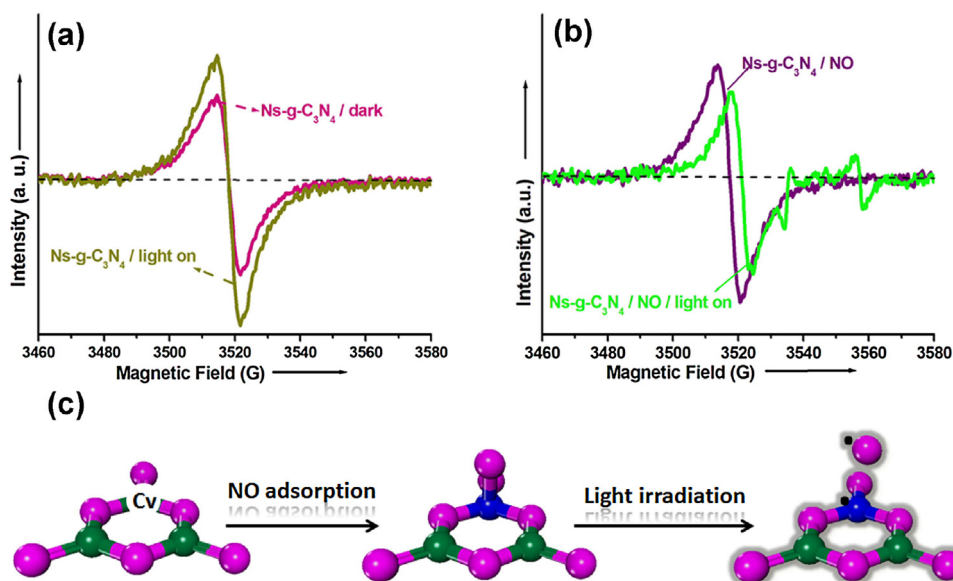 (a)
Intensity (a. u.)
Ns-g-C₃N₄ / dark
Ns-g-C₃N₄ / light on
3460 3480 3500 3520 3540 3560 3580
Magnetic Field (G)
(b)
Intensity (a.u.)
Ns-g-C₃N₄ / NO
Ns-g-C₃N₄ / NO / light on
3460 3480 3500 3520 3540 3560 3580
Magnetic Field (G)
(c)
Cv
NO adsorption
Light irradiation